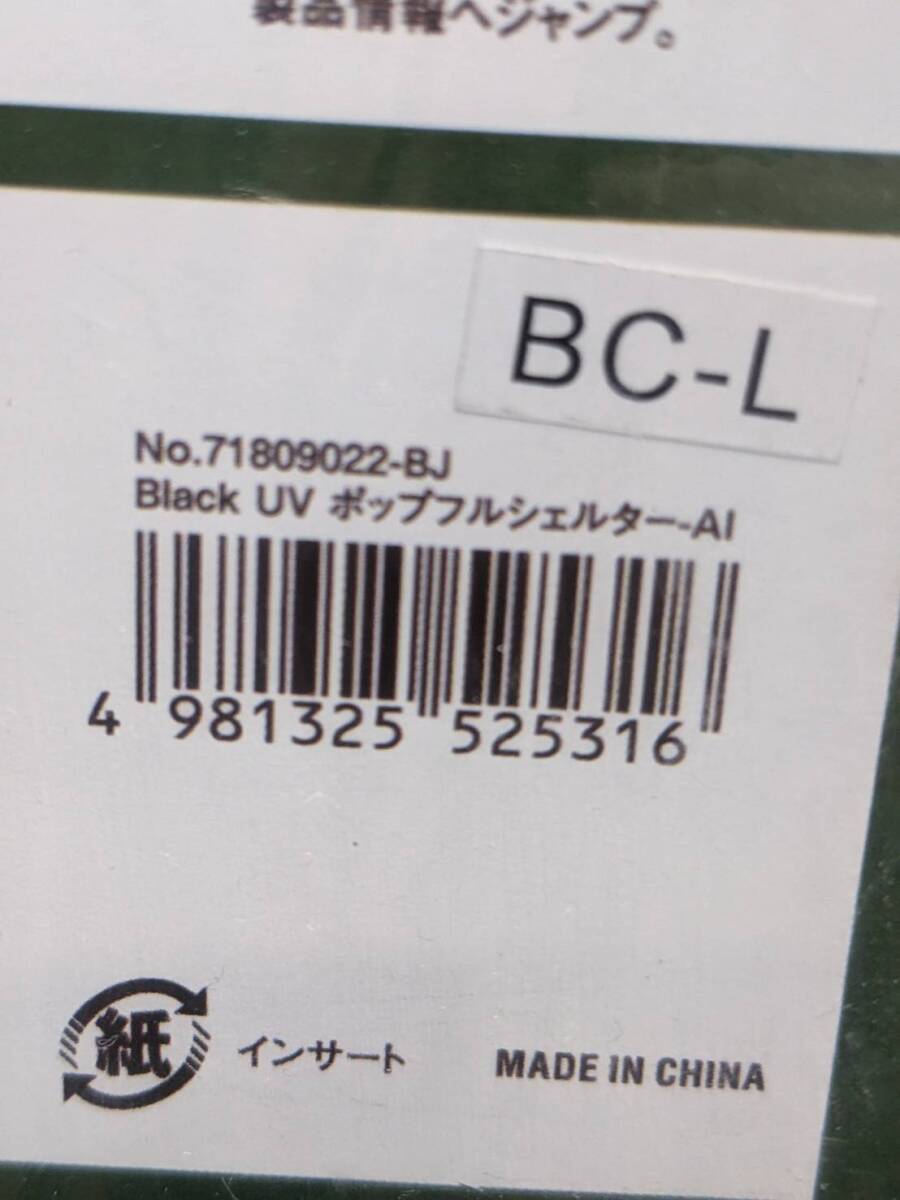 製品情報へジャンプ。
BC-L
No.71809022-BJ
Black UV ポップフルシェルター-AI
4 981325 525316
紙 インサート
MADE IN CHINA